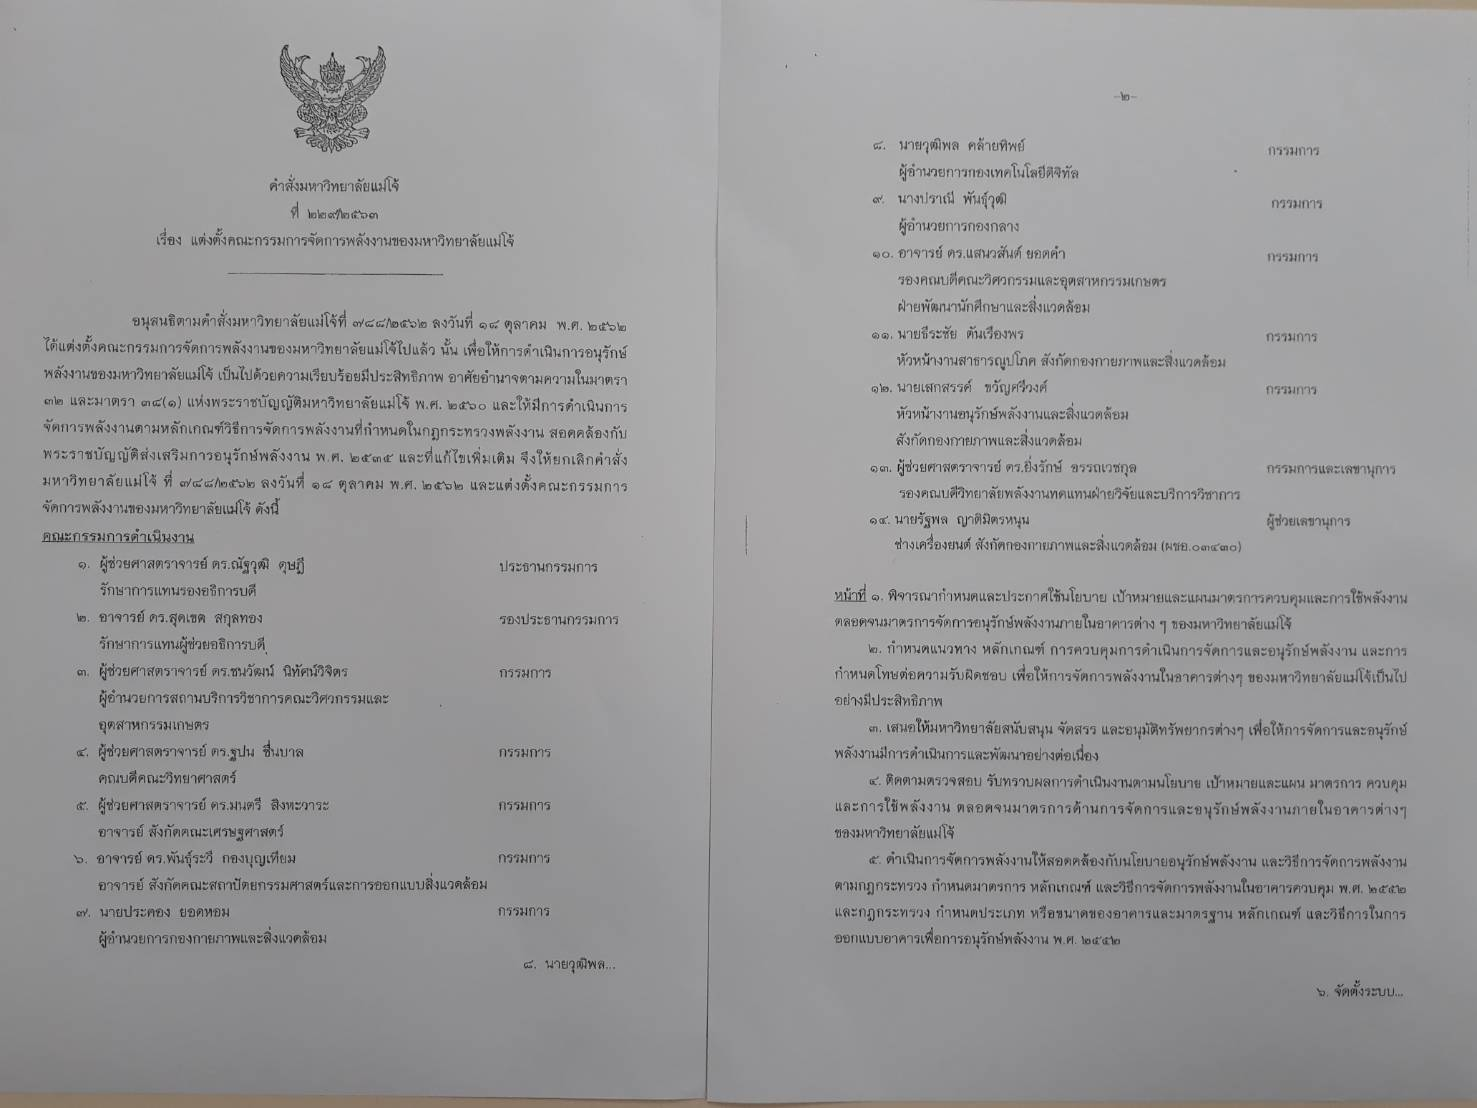 คำสั่งมหาวิทยาลัยแม่โจ้
ที่ ๒๒๙/๒๕๖๓
เรื่อง แต่งตั้งคณะกรรมการจัดการพลังงานของมหาวิทยาลัยแม่โจ้
อนุสนธิตามคำสั่งมหาวิทยาลัยแม่โจ้ที่ ๗๘๘/๒๕๖๒ ลงวันที่ ๑๘ ตุลาคม พ.ศ. ๒๕๖๒
ได้แต่งตั้งคณะกรรมการจัดการพลังงานของมหาวิทยาลัยแม่โจ้ไปแล้ว นั้น เพื่อให้การดำเนินการอนุรักษ์
พลังงานของมหาวิทยาลัยแม่โจ้ เป็นไปด้วยความเรียบร้อยมีประสิทธิภาพ อาศัยอำนาจตามความในมาตรา
๓๒ และมาตรา ๓๘(๑) แห่งพระราชบัญญัติมหาวิทยาลัยแม่โจ้ พ.ศ. ๒๕๖๐ และให้มีการดำเนินการ
จัดการพลังงานตามหลักเกณฑ์วิธีการจัดการพลังงานที่กำหนดในกฎกระทรวงพลังงาน สอดคล้องกับ
พระราชบัญญัติส่งเสริมการอนุรักษ์พลังงาน พ.ศ. ๒๕๓๕ และที่แก้ไขเพิ่มเติม จึงให้ยกเลิกคำสั่ง
มหาวิทยาลัยแม่โจ้ ที่ ๗๘๘/๒๕๖๒ ลงวันที่ ๑๘ ตุลาคม พ.ศ. ๒๕๖๒ และแต่งตั้งคณะกรรมการ
จัดการพลังงานของมหาวิทยาลัยแม่โจ้ ดังนี้
คณะกรรมการดำเนินงาน
๑. ผู้ช่วยศาสตราจารย์ ดร.ณัฐวุฒิ ดุษฎี ประธานกรรมการ
รักษาการแทนรองอธิการบดี
๒. อาจารย์ ดร.สุดเขต สกุลทอง รองประธานกรรมการ
รักษาการแทนผู้ช่วยอธิการบดี
๓. ผู้ช่วยศาสตราจารย์ ดร.ชนวัฒน์ นิทัศน์วิจิตร กรรมการ
ผู้อำนวยการสถานบริการวิชาการคณะวิศวกรรมและ
อุตสาหกรรมเกษตร
๔. ผู้ช่วยศาสตราจารย์ ดร.ฐปน ชื่นบาล กรรมการ
คณบดีคณะวิทยาศาสตร์
๕. ผู้ช่วยศาสตราจารย์ ดร.มนตรี สิงหะวาระ กรรมการ
อาจารย์ สังกัดคณะเศรษฐศาสตร์
๖. อาจารย์ ดร.พันธุ์ระวี กองบุญเทียม กรรมการ
อาจารย์ สังกัดคณะสถาปัตยกรรมศาสตร์และการออกแบบสิ่งแวดล้อม
๗. นายประคอง ยอดหอม กรรมการ
ผู้อำนวยการกองกายภาพและสิ่งแวดล้อม
๘. นายวุฒิพล...
-๒-
๘. นายวุฒิพล คล้ายทิพย์ กรรมการ
ผู้อำนวยการกองเทคโนโลยีดิจิทัล
๙. นางปราณี พันธุ์วุฒิ กรรมการ
ผู้อำนวยการกองกลาง
๑๐. อาจารย์ ดร.แสนวสันต์ ยอดคำ กรรมการ
รองคณบดีคณะวิศวกรรมและอุตสาหกรรมเกษตร
ฝ่ายพัฒนานักศึกษาและสิ่งแวดล้อม
๑๑. นายธีระชัย ตันเรืองพร กรรมการ
หัวหน้างานสาธารณูปโภค สังกัดกองกายภาพและสิ่งแวดล้อม
๑๒. นายเสกสรรค์ ขวัญศรีวงศ์ กรรมการ
หัวหน้างานอนุรักษ์พลังงานและสิ่งแวดล้อม
สังกัดกองกายภาพและสิ่งแวดล้อม
๑๓. ผู้ช่วยศาสตราจารย์ ดร.ยิ่งรักษ์ อรรถเวชกุล กรรมการและเลขานุการ
รองคณบดีวิทยาลัยพลังงานทดแทนฝ่ายวิจัยและบริการวิชาการ
๑๔. นายรัฐพล ญาติมิตรหนุน ผู้ช่วยเลขานุการ
ช่างเครื่องยนต์ สังกัดกองกายภาพและสิ่งแวดล้อม (ผชอ.๐๓๔๓๐)
หน้าที่ ๑. พิจารณากำหนดและประกาศใช้นโยบาย เป้าหมายและแผนมาตรการควบคุมและการใช้พลังงาน
ตลอดจนมาตรการจัดการอนุรักษ์พลังงานภายในอาคารต่าง ๆ ของมหาวิทยาลัยแม่โจ้
๒. กำหนดแนวทาง หลักเกณฑ์ การควบคุมการดำเนินการจัดการและอนุรักษ์พลังงาน และการ
กำหนดโทษต่อความรับผิดชอบ เพื่อให้การจัดการพลังงานในอาคารต่างๆ ของมหาวิทยาลัยแม่โจ้เป็นไป
อย่างมีประสิทธิภาพ
๓. เสนอให้มหาวิทยาลัยสนับสนุน จัดสรร และอนุมัติทรัพยากรต่างๆ เพื่อให้การจัดการและอนุรักษ์
พลังงานมีการดำเนินการและพัฒนาอย่างต่อเนื่อง
๔. ติดตามตรวจสอบ รับทราบผลการดำเนินงานตามนโยบาย เป้าหมายและแผน มาตรการ ควบคุม
และการใช้พลังงาน ตลอดจนมาตรการด้านการจัดการและอนุรักษ์พลังงานภายในอาคารต่างๆ
ของมหาวิทยาลัยแม่โจ้
๕. ดำเนินการจัดการพลังงานให้สอดคล้องกับนโยบายอนุรักษ์พลังงาน และวิธีการจัดการพลังงาน
ตามกฎกระทรวง กำหนดมาตรการ หลักเกณฑ์ และวิธีการจัดการพลังงานในอาคารควบคุม พ.ศ. ๒๕๕๒
และกฎกระทรวง กำหนดประเภท หรือขนาดของอาคารและมาตรฐาน หลักเกณฑ์ และวิธีการในการ
ออกแบบอาคารเพื่อการอนุรักษ์พลังงาน พ.ศ. ๒๕๕๒
๖. จัดตั้งระบบ...